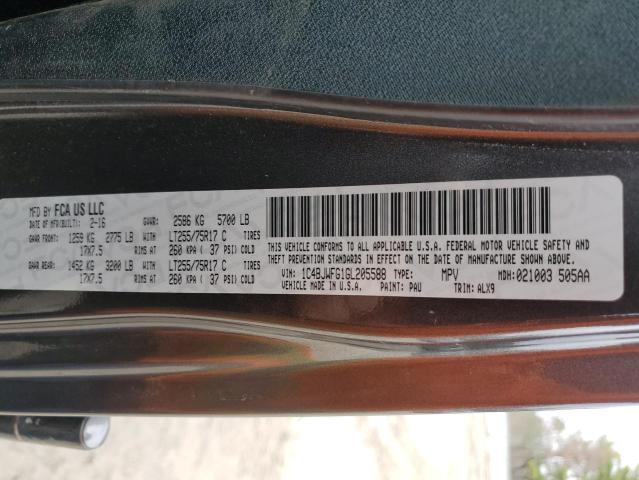 MFD BY FCA US LLC
DATE OF MFR(BUILT): 2-16 GVWR: 2586 KG 5700 LB
GAWR FRONT: 1259 KG 2775 LB WITH LT255/75R17 C TIRES
17X7.5 RIMS AT 260 KPA ( 37 PSI) COLD
GAWR REAR: 1452 KG 3200 LB WITH LT255/75R17 C TIRES
17X7.5 RIMS AT 260 KPA ( 37 PSI) COLD
THIS VEHICLE CONFORMS TO ALL APPLICABLE U.S.A. FEDERAL MOTOR VEHICLE SAFETY, BUMPER AND
THEFT PREVENTION STANDARDS IN EFFECT ON THE DATE OF MANUFACTURE SHOWN ABOVE.
VIN: 1C4BJWFG1GL205588 TYPE: MPV MDH: 021003 505AA
VEHICLE MADE IN U.S.A. PAINT: PAU TRIM: ALX9